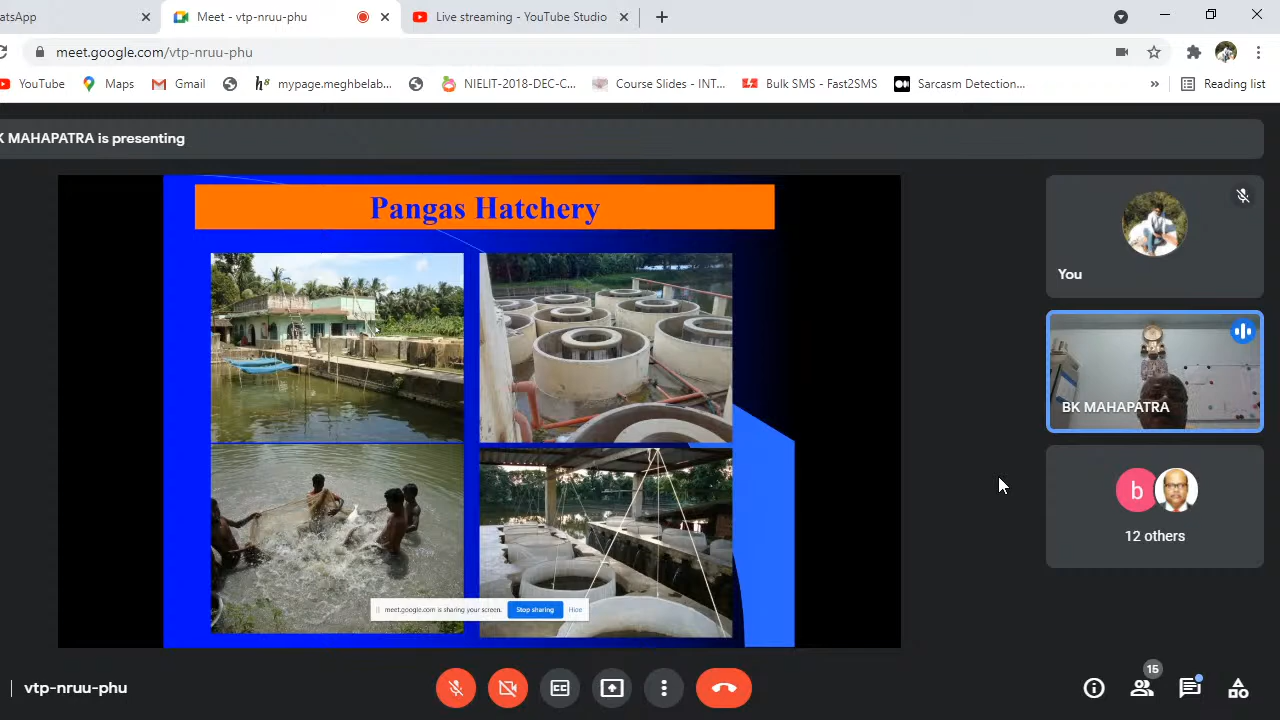 atsApp
Meet - vtp-nruu-phu
Live streaming - YouTube Studio
meet.google.com/vtp-nruu-phu
YouTube
Maps
Gmail
mypage.meghbelab...
NIELIT-2018-DEC-C...
Course Slides - INT...
Bulk SMS - Fast2SMS
Sarcasm Detection...
»
Reading list
K MAHAPATRA is presenting
Pangas Hatchery
You
BK MAHAPATRA
b
12 others
meet.google.com is sharing your screen.
Stop sharing
Hide
vtp-nruu-phu
CC
15